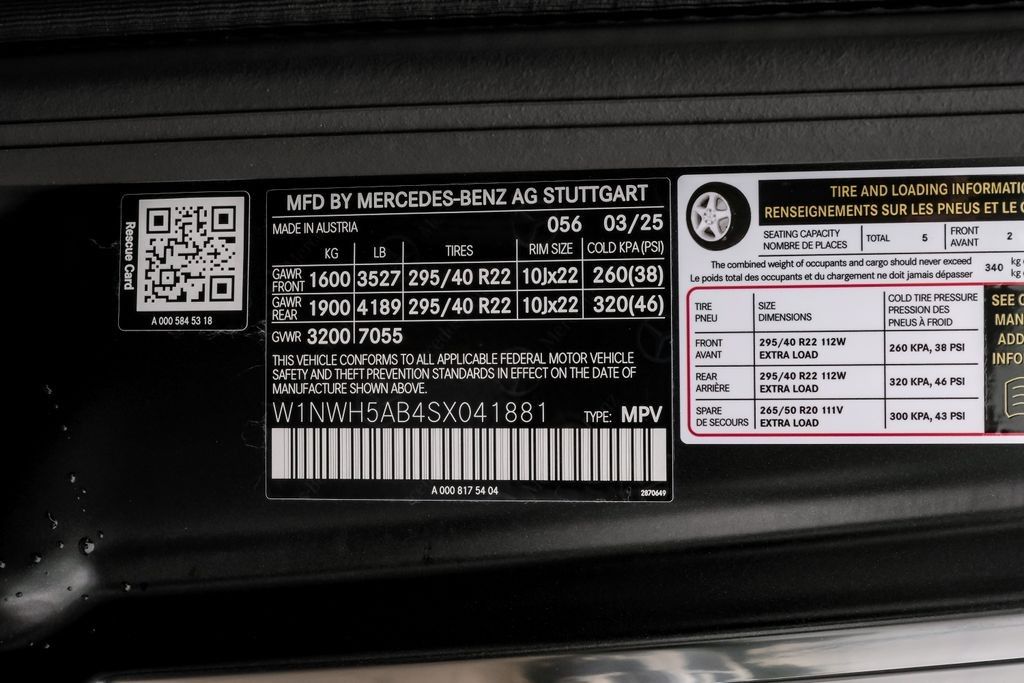 Rescue Card
A 000 584 53 18
MFD BY MERCEDES-BENZ AG STUTTGART
MADE IN AUSTRIA 056 03/25
KG LB TIRES RIM SIZE COLD KPA(PSI)
GAWR FRONT 1600 3527 295/40 R22 10Jx22 260(38)
GAWR REAR 1900 4189 295/40 R22 10Jx22 320(46)
GVWR 3200 7055
THIS VEHICLE CONFORMS TO ALL APPLICABLE FEDERAL MOTOR VEHICLE
SAFETY AND THEFT PREVENTION STANDARDS IN EFFECT ON THE DATE OF
MANUFACTURE SHOWN ABOVE.
W1NWH5AB4SX041881 TYPE: MPV
A 000 817 54 04 2870649
TIRE AND LOADING INFORMATIO
RENSEIGNEMENTS SUR LES PNEUS ET LE C
SEATING CAPACITY
NOMBRE DE PLACES
TOTAL 5
FRONT
AVANT
2
The combined weight of occupants and cargo should never exceed
Le poids total des occupants et du chargement ne doit jamais dépasser
340
kg
kg
TIRE
PNEU
SIZE
DIMENSIONS
COLD TIRE PRESSURE
PRESSION DES
PNEUS À FROID
FRONT
AVANT
295/40 R22 112W
EXTRA LOAD
260 KPA, 38 PSI
REAR
ARRIÈRE
295/40 R22 112W
EXTRA LOAD
320 KPA, 46 PSI
SPARE
DE SECOURS
265/50 R20 111V
EXTRA LOAD
300 KPA, 43 PSI
SEE O
MAN
ADD
INFO